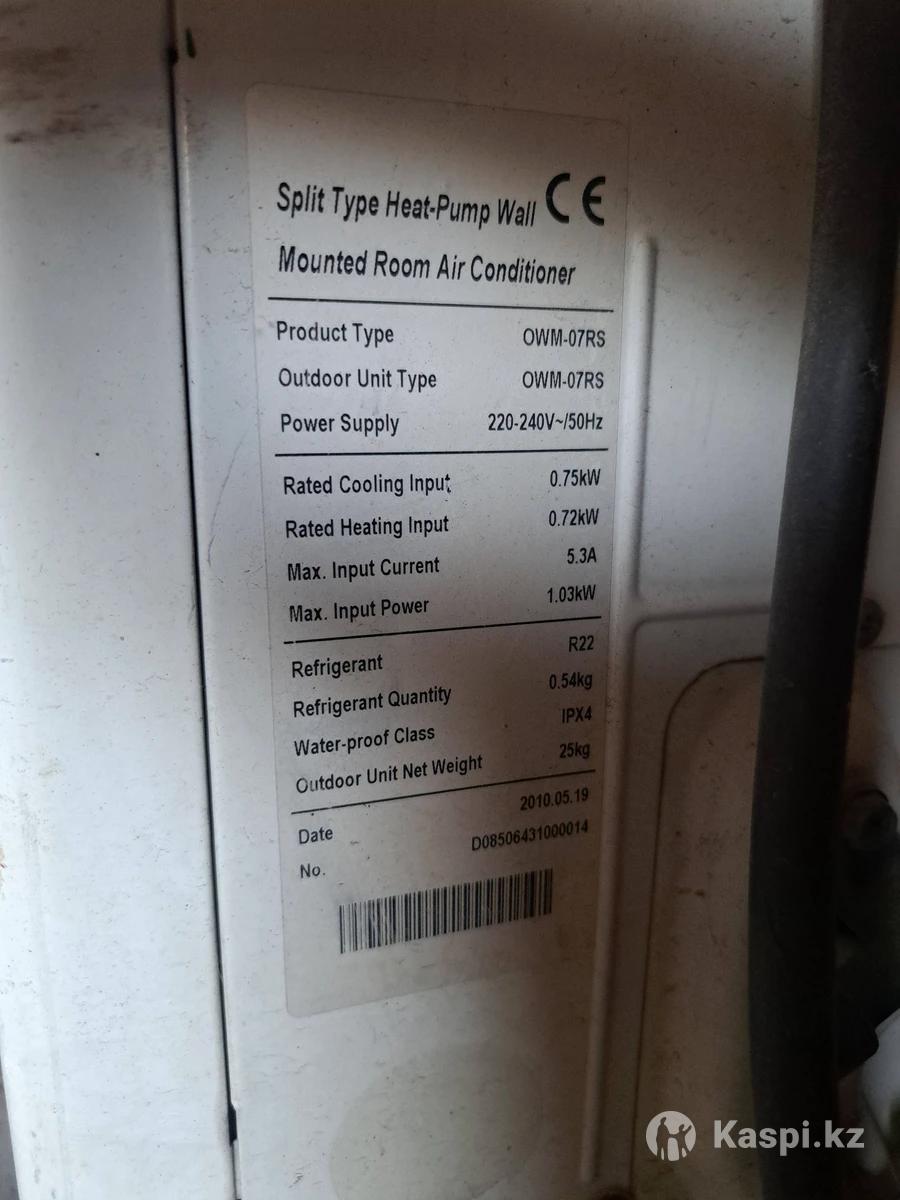 Split Type Heat-Pump Wall CE
Mounted Room Air Conditioner
Product Type OWM-07RS
Outdoor Unit Type OWM-07RS
Power Supply 220-240V~/50Hz
Rated Cooling Input 0.75kW
Rated Heating Input 0.72kW
Max. Input Current 5.3A
Max. Input Power 1.03kW
Refrigerant R22
Refrigerant Quantity 0.54kg
Water-proof Class IPX4
Outdoor Unit Net Weight 25kg
Date 2010.05.19
No. D08506431000014
Kaspi.kz